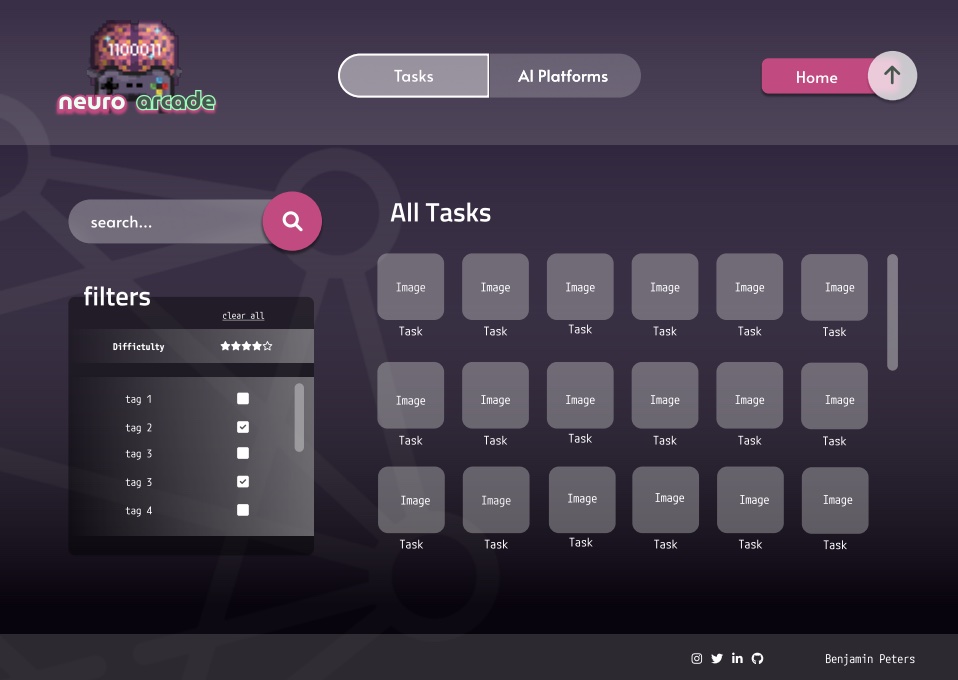 1100011
neuro arcade
Tasks
AI Platforms
Home
search...
filters
clear all
Diffictulty
tag 1
tag 2
tag 3
tag 3
tag 4
All Tasks
Image Image Image Image Image Image
Task Task Task Task Task Task
Image Image Image Image Image Image
Task Task Task Task Task Task
Image Image Image Image Image Image
Task Task Task Task Task Task
Benjamin Peters